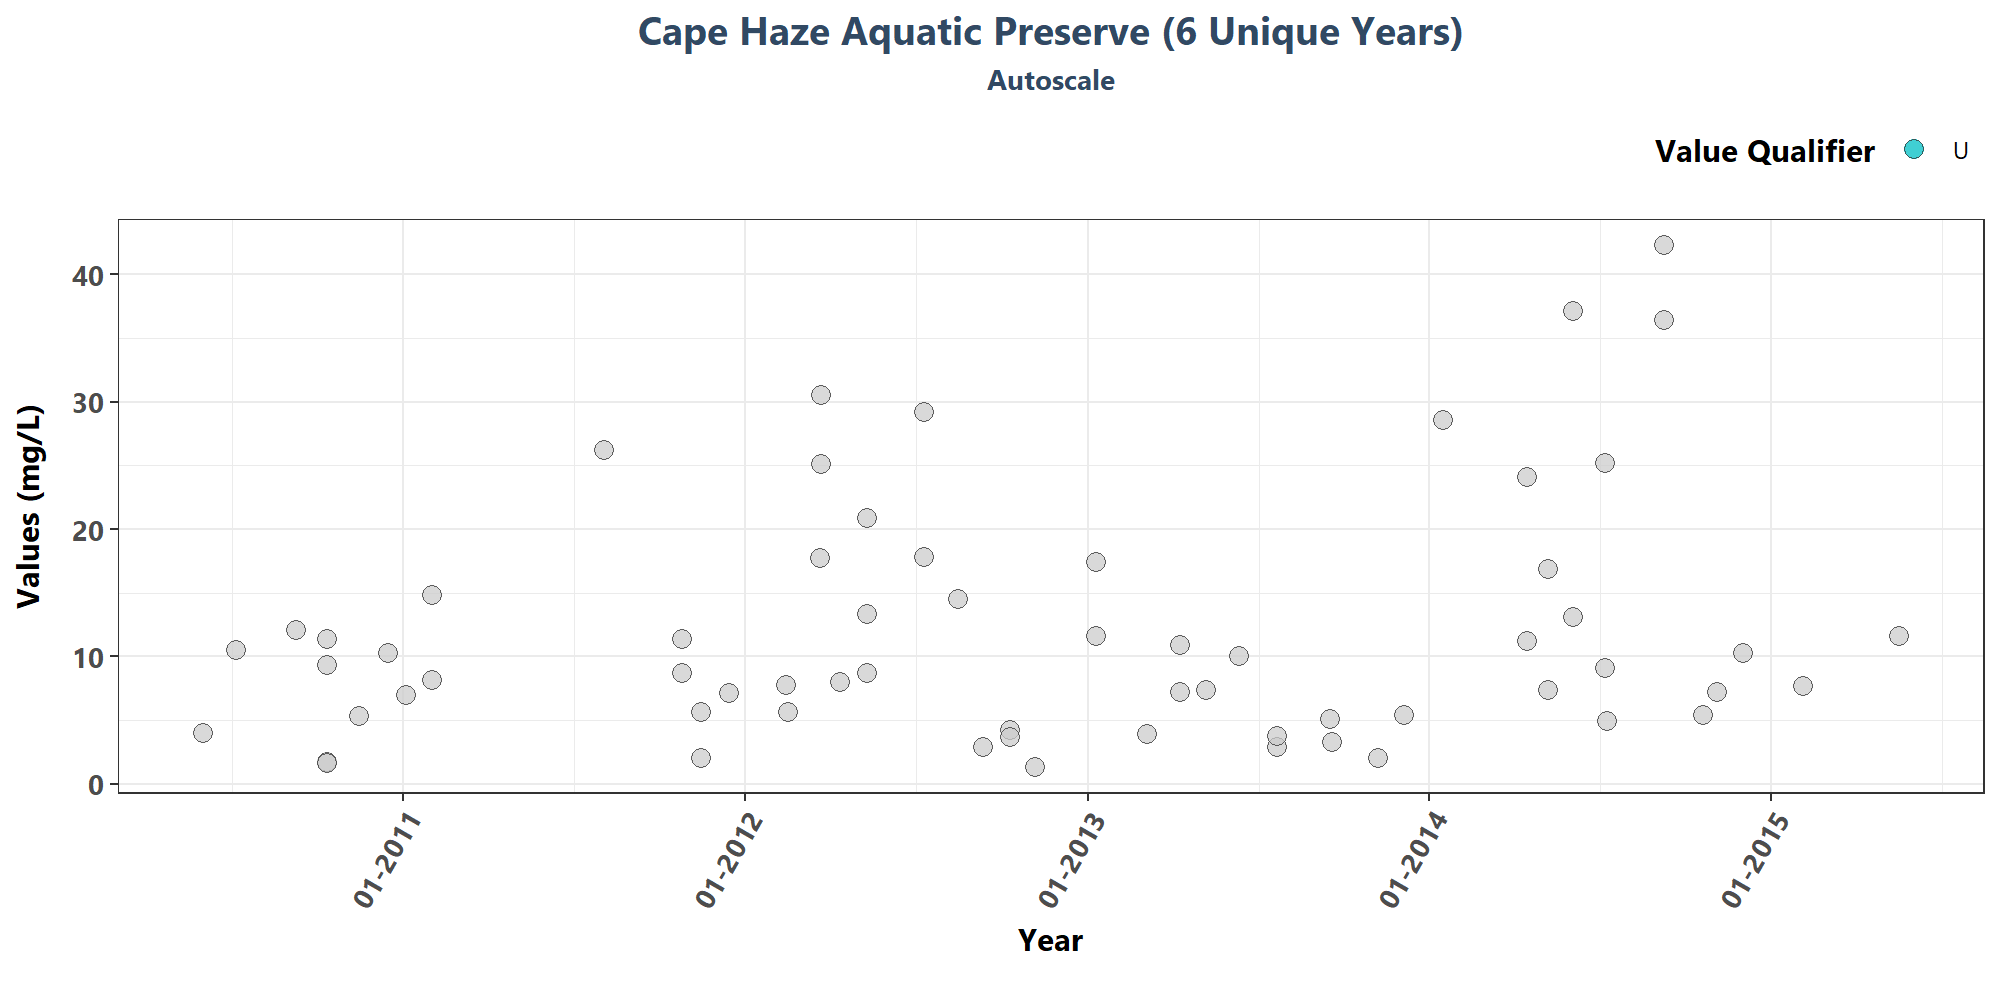 Cape Haze Aquatic Preserve (6 Unique Years)
Autoscale
Value Qualifier U
Values (mg/L)
40
30
20
10
0
01-2011 01-2012 01-2013 01-2014 01-2015
Year